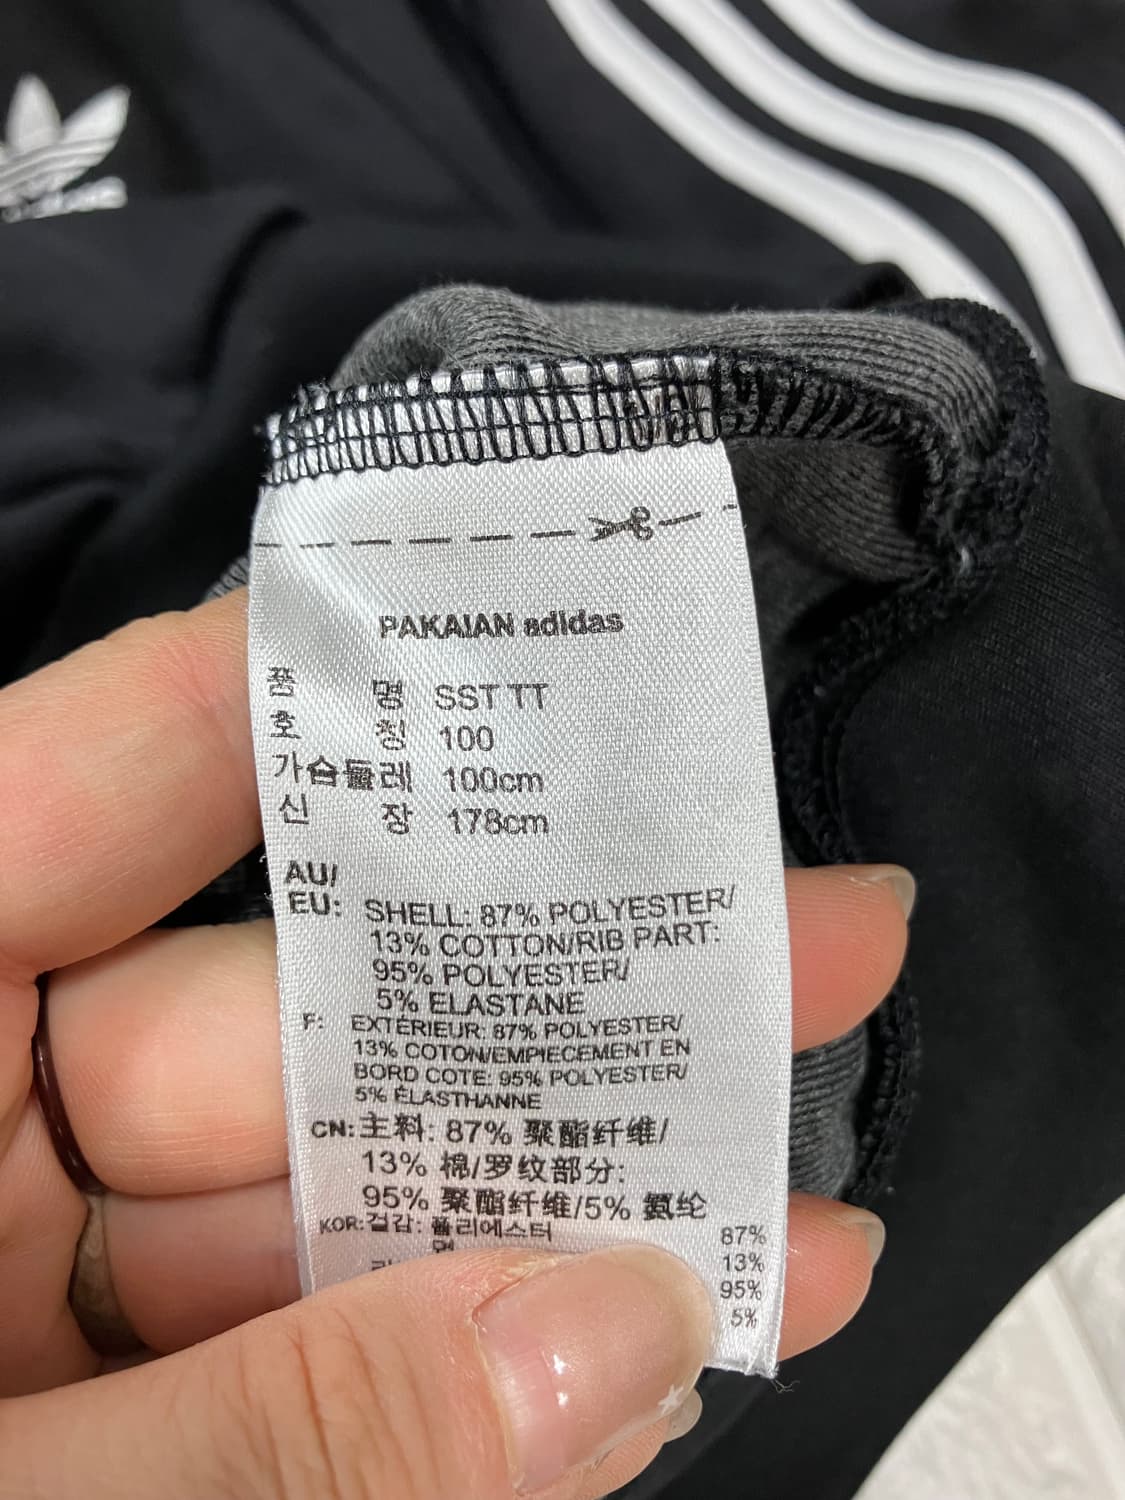 PAKAIAN adidas
품 명 SST TT
호 칭 100
가슴둘레 100cm
신 장 178cm
AU/
EU: SHELL: 87% POLYESTER/
13% COTTON/RIB PART:
95% POLYESTER/
5% ELASTANE
F: EXTERIEUR: 87% POLYESTER/
13% COTON/EMPIECEMENT EN
BORD COTE: 95% POLYESTER/
5% ÉLASTHANNE
CN: 主料: 87% 聚酯纤维/
13% 棉/罗纹部分:
95% 聚酯纤维/5% 氨纶
KOR: 겉감: 폴리에스터 87%
13%
95%
5%